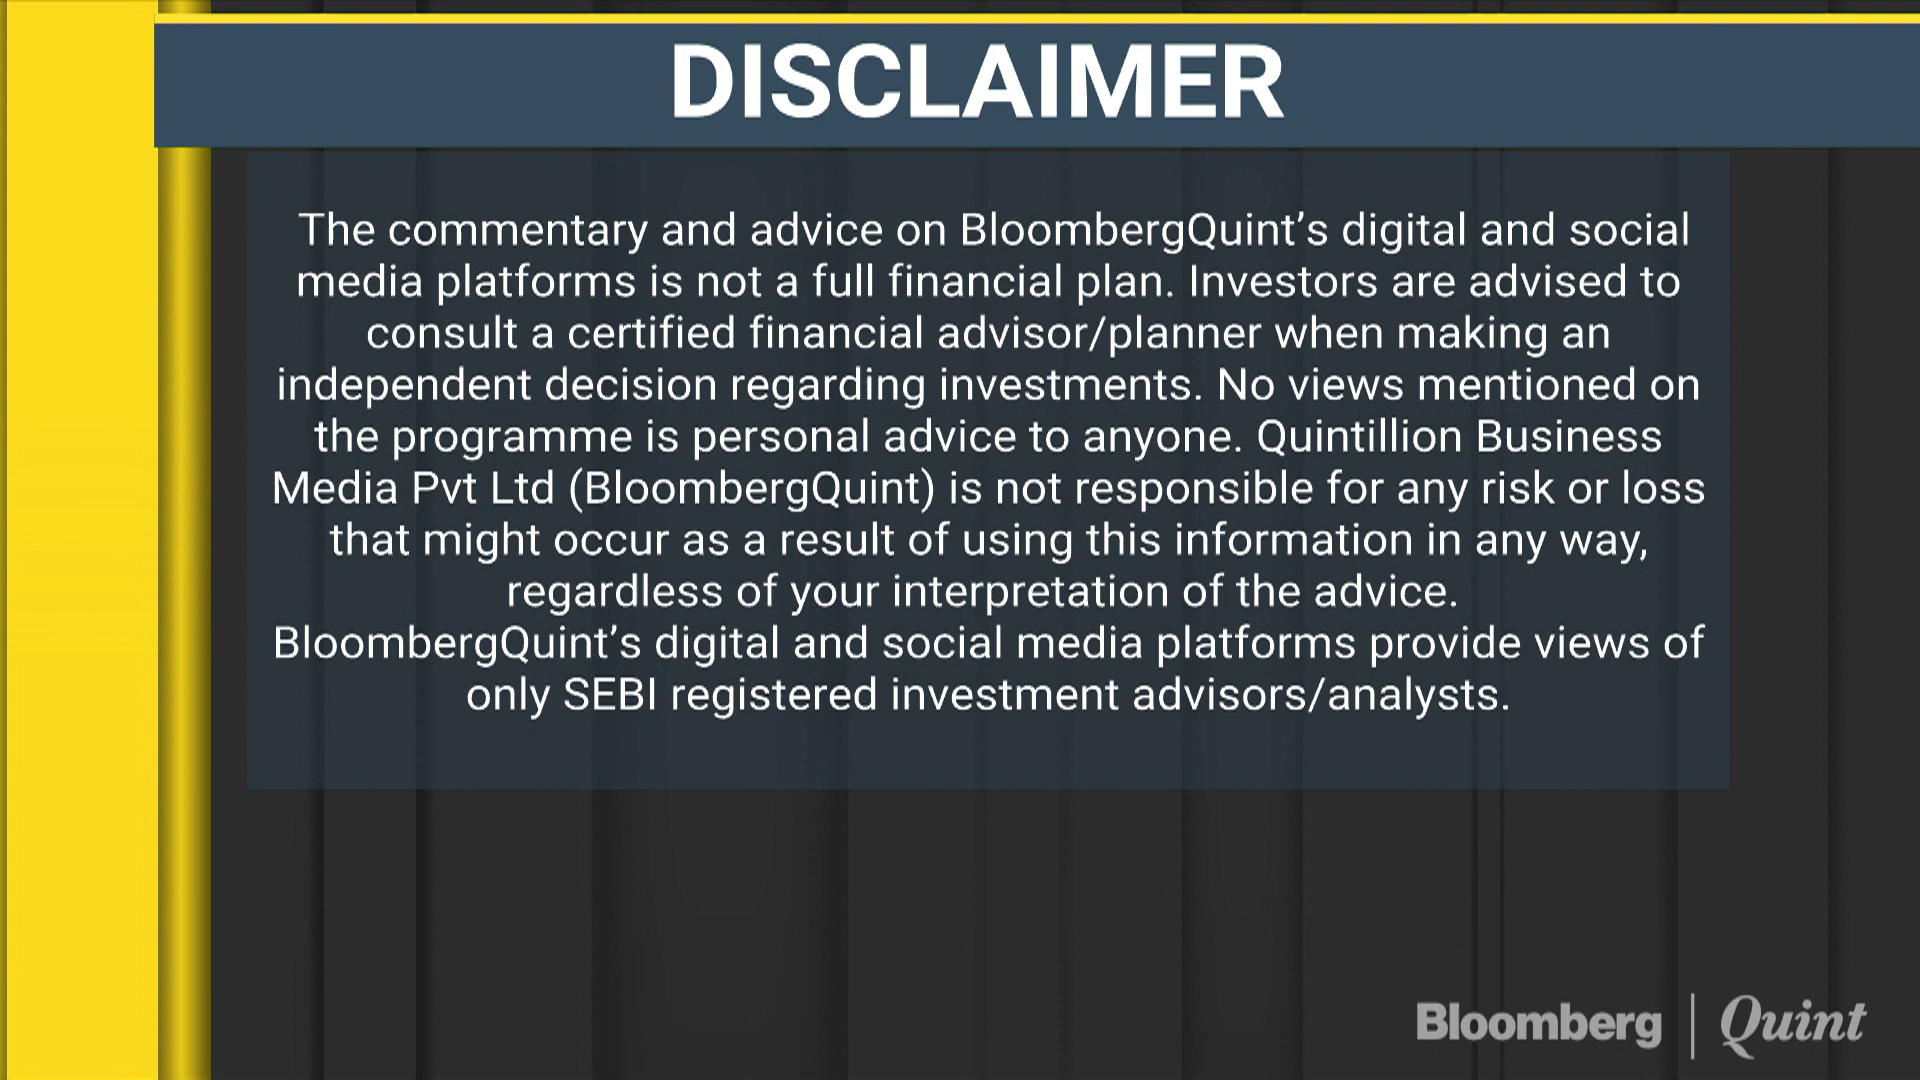 DISCLAIMER
The commentary and advice on BloombergQuint’s digital and social
media platforms is not a full financial plan. Investors are advised to
consult a certified financial advisor/planner when making an
independent decision regarding investments. No views mentioned on
the programme is personal advice to anyone. Quintillion Business
Media Pvt Ltd (BloombergQuint) is not responsible for any risk or loss
that might occur as a result of using this information in any way,
regardless of your interpretation of the advice.
BloombergQuint’s digital and social media platforms provide views of
only SEBI registered investment advisors/analysts.
Bloomberg | Quint